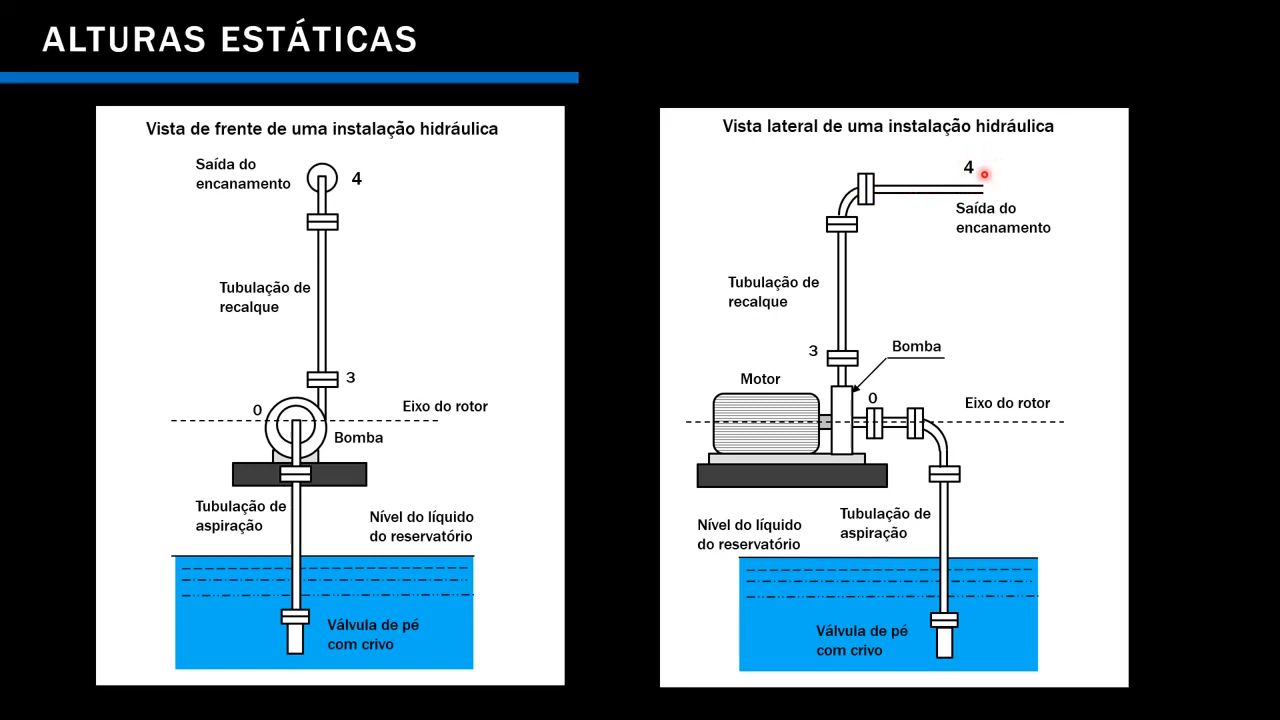 ALTURAS ESTÁTICAS
Vista de frente de uma instalação hidráulica
Saída do
encanamento
4
Tubulação de
recalque
3
0
Eixo do rotor
Bomba
Tubulação de
aspiração
Nível do líquido
do reservatório
Válvula de pé
com crivo
Vista lateral de uma instalação hidráulica
4
Saída do
encanamento
Tubulação de
recalque
3
Bomba
Motor
0
Eixo do rotor
Nível do líquido
do reservatório
Tubulação de
aspiração
Válvula de pé
com crivo